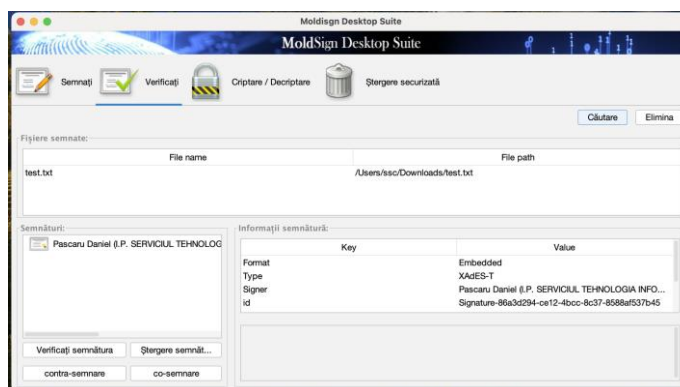 Moldisgn Desktop Suite
MoldSign Desktop Suite
Semnați Verificați Criptare / Decriptare Ștergere securizată
Căutare Elimina
Fișiere semnate:
File name File path
test.txt /Users/ssc/Downloads/test.txt
Semnături:
Pascaru Daniel (I.P. SERVICIUL TEHNOLOG
Verificați semnătura Ștergere semnăt...
contra-semnare co-semnare
Informații semnătură:
Key Value
Format Embedded
Type XAdES-T
Signer Pascaru Daniel (I.P. SERVICIUL TEHNOLOGIA INFO...
id Signature-86a3d294-ce12-4bcc-8c37-8588af537b45